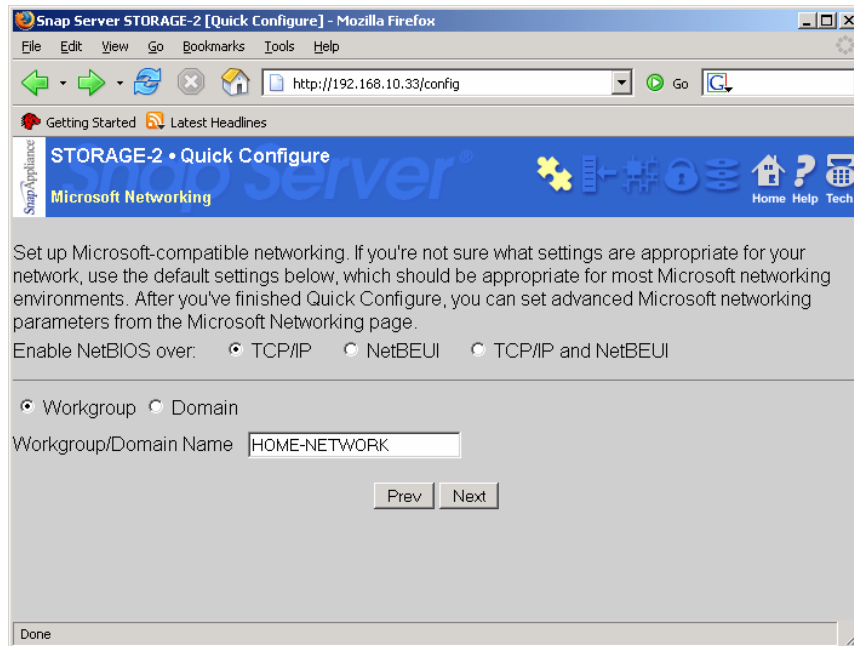 Snap Server STORAGE-2 [Quick Configure] - Mozilla Firefox
File Edit View Go Bookmarks Tools Help
http://192.168.10.33/config Go G
Getting Started Latest Headlines
SnapAppliance
Snap Server®
STORAGE-2 • Quick Configure
Microsoft Networking
Home Help Tech
Set up Microsoft-compatible networking. If you're not sure what settings are appropriate for your
network, use the default settings below, which should be appropriate for most Microsoft networking
environments. After you've finished Quick Configure, you can set advanced Microsoft networking
parameters from the Microsoft Networking page.
Enable NetBIOS over: TCP/IP NetBEUI TCP/IP and NetBEUI
Workgroup Domain
Workgroup/Domain Name HOME-NETWORK
Prev Next
Done